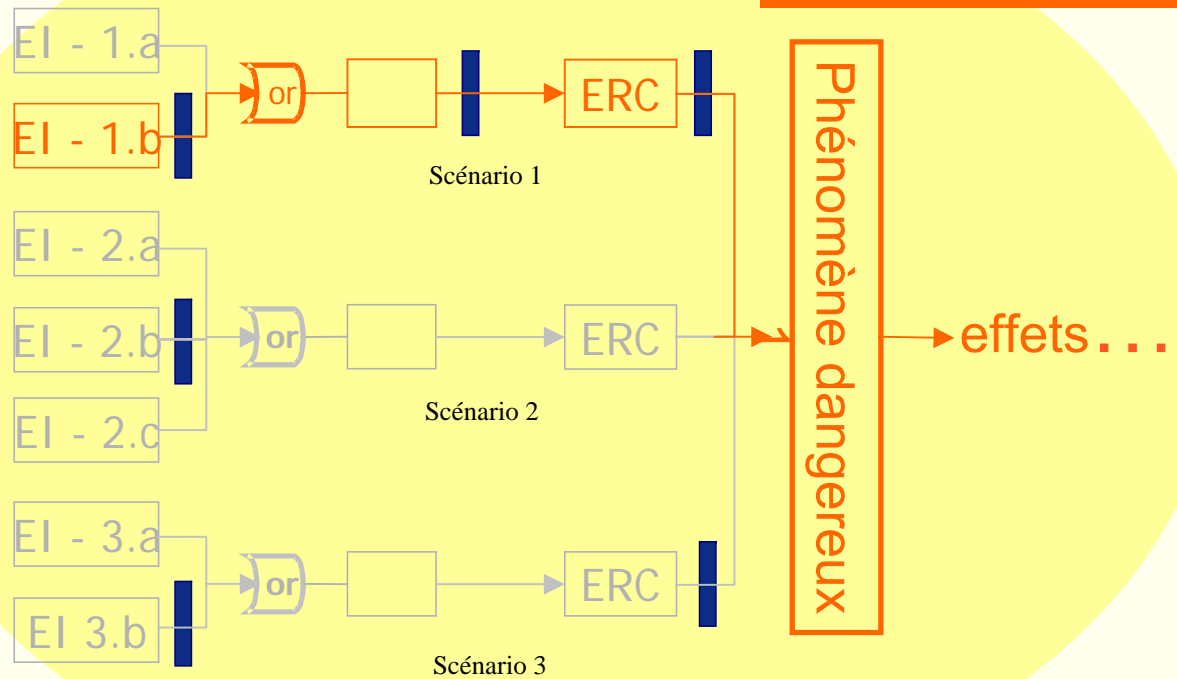 EI - 1.a
EI - 1.b
or
ERC
Scénario 1
EI - 2.a
EI - 2.b
EI - 2.c
or
ERC
Scénario 2
EI - 3.a
EI 3.b
or
ERC
Scénario 3
Phénomène dangereux
effets...